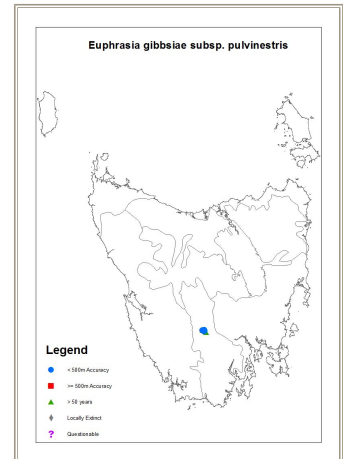 Euphrasia gibbsiae subsp. pulvinestris
Legend
< 500m Accuracy
>= 500m Accuracy
> 50 years
Locally Extinct
? Questionable